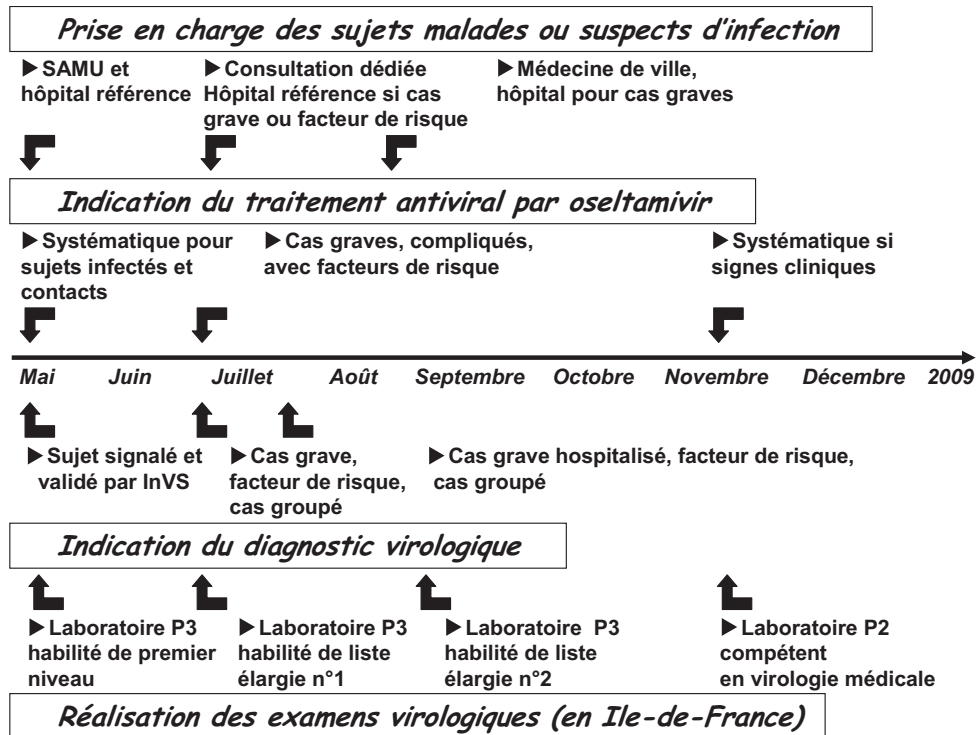 Prise en charge des sujets malades ou suspects d'infection
▶ SAMU et
hôpital référence
▶ Consultation dédiée
Hôpital référence si cas
grave ou facteur de risque
▶ Médecine de ville,
hôpital pour cas graves
Indication du traitement antiviral par oseltamivir
▶ Systématique pour
sujets infectés et
contacts
▶ Cas graves, compliqués,
avec facteurs de risque
▶ Systématique si
signes cliniques
Mai Juin Juillet Août Septembre Octobre Novembre Décembre 2009
▶ Sujet signalé et
validé par InVS
▶ Cas grave,
facteur de risque,
cas groupé
▶ Cas grave hospitalisé, facteur de risque,
cas groupé
Indication du diagnostic virologique
▶ Laboratoire P3
habilité de premier
niveau
▶ Laboratoire P3
habilité de liste
élargie n°1
▶ Laboratoire P3
habilité de liste
élargie n°2
▶ Laboratoire P2
compétent
en virologie médicale
Réalisation des examens virologiques (en Ile-de-France)